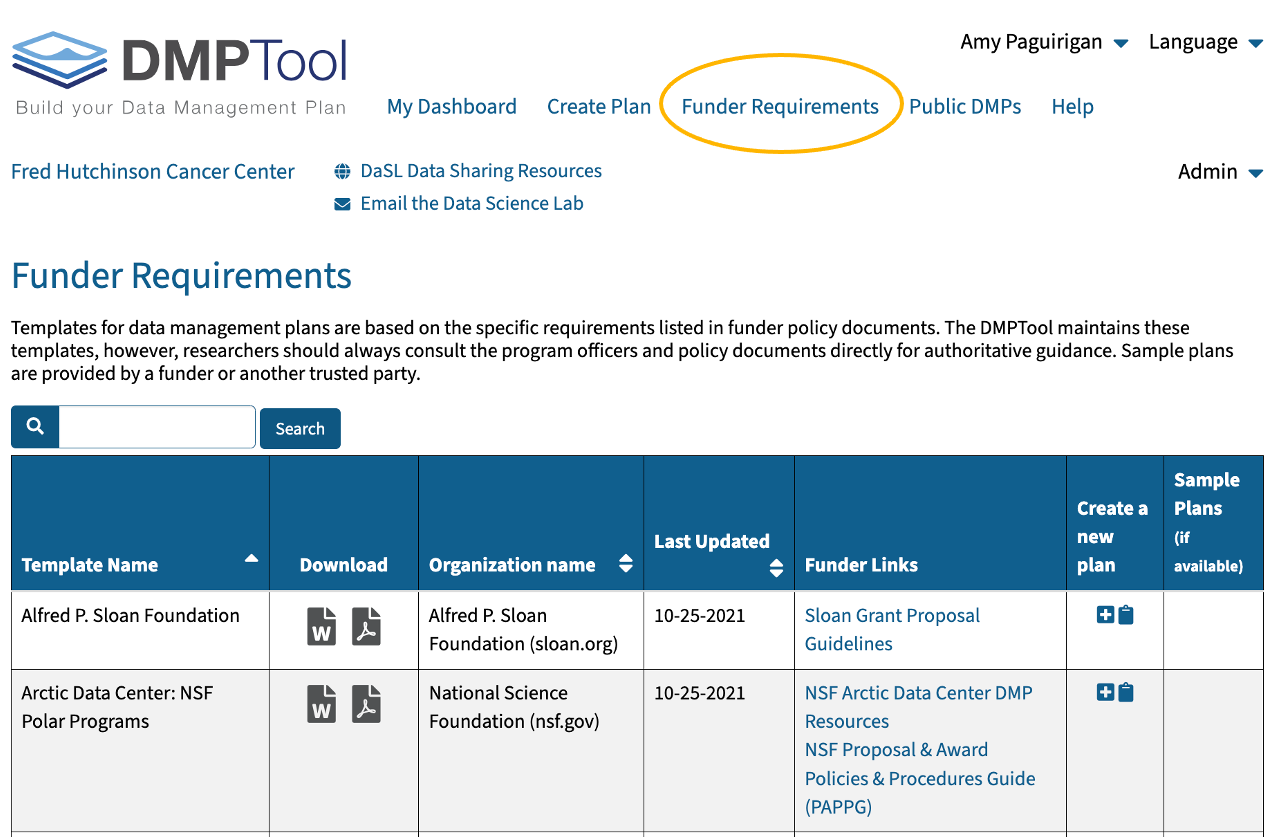 DMPTool
Build your Data Management Plan
Amy Paguirigan
Language
My Dashboard
Create Plan
Funder Requirements
Public DMPs
Help
Fred Hutchinson Cancer Center
DaSL Data Sharing Resources
Email the Data Science Lab
Admin
Funder Requirements
Templates for data management plans are based on the specific requirements listed in funder policy documents. The DMPTool maintains these
templates, however, researchers should always consult the program officers and policy documents directly for authoritative guidance. Sample plans
are provided by a funder or another trusted party.
Search
Template Name
Download
Organization name
Last Updated
Funder Links
Create a
new
plan
Sample
Plans
(if
available)
Alfred P. Sloan Foundation
W
Alfred P. Sloan
Foundation (sloan.org)
10-25-2021
Sloan Grant Proposal
Guidelines
Arctic Data Center: NSF
Polar Programs
W
National Science
Foundation (nsf.gov)
10-25-2021
NSF Arctic Data Center DMP
Resources
NSF Proposal & Award
Policies & Procedures Guide
(PAPPG)